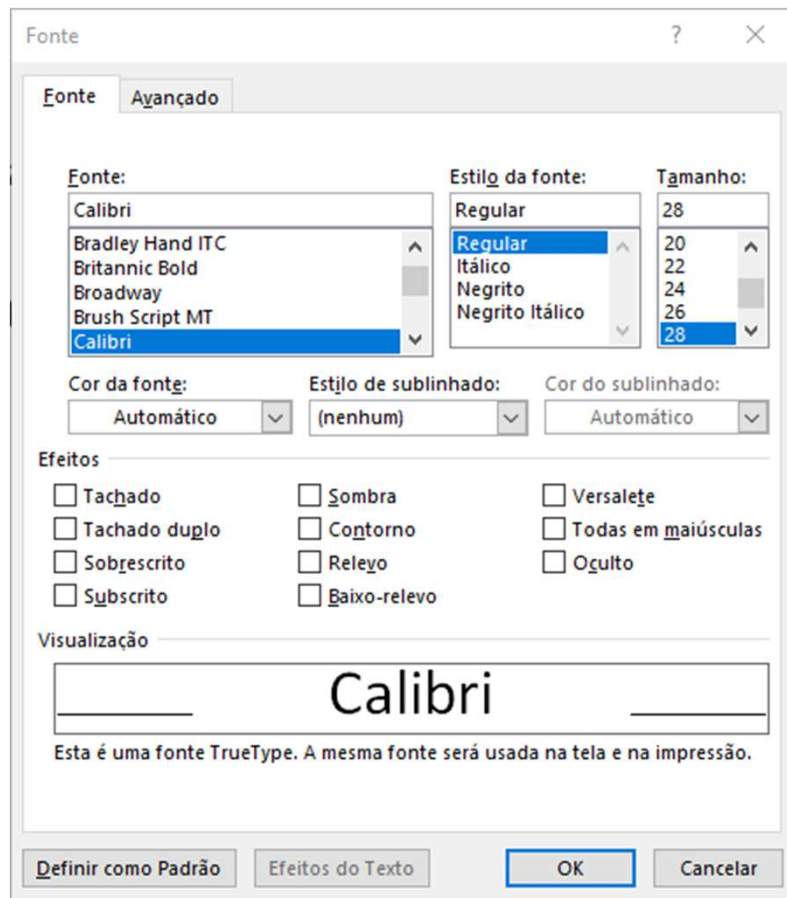 Fonte ?
Fonte Avançado
Fonte: Estilo da fonte: Tamanho:
Calibri Regular 28
Bradley Hand ITC Regular 20
Britannic Bold Itálico 22
Broadway Negrito 24
Brush Script MT Negrito Itálico 26
Calibri 28
Cor da fonte: Estilo de sublinhado: Cor do sublinhado:
Automático (nenhum) Automático
Efeitos
Tachado Sombra Versalete
Tachado duplo Contorno Todas em maiúsculas
Sobrescrito Relevo Oculto
Subscrito Baixo-relevo
Visualização
Calibri
Esta é uma fonte TrueType. A mesma fonte será usada na tela e na impressão.
Definir como Padrão Efeitos do Texto OK Cancelar